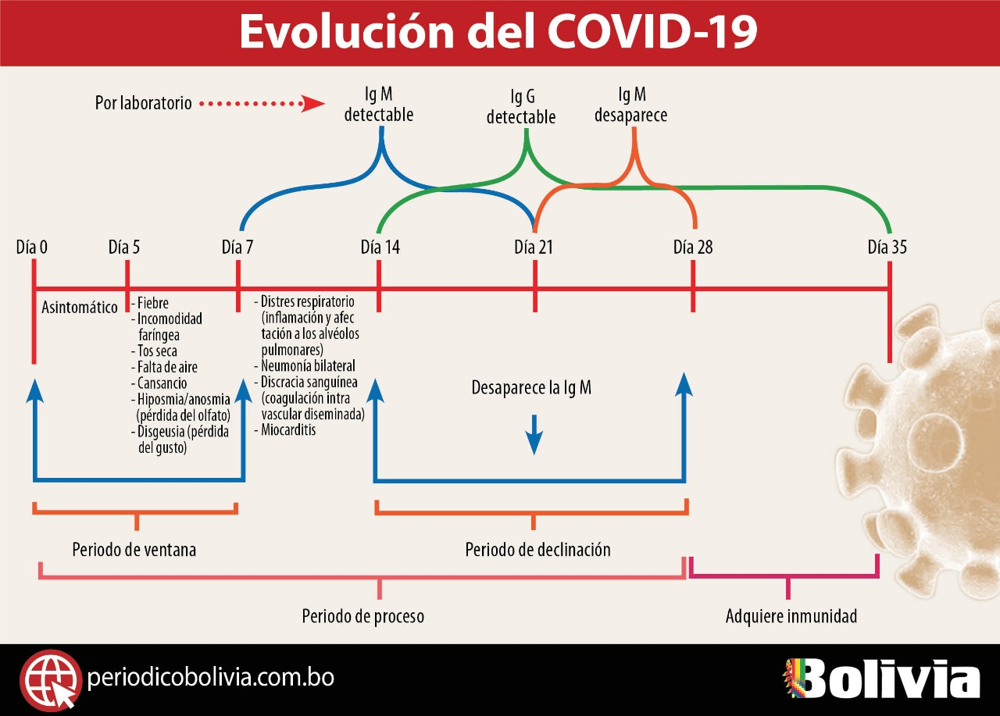 Evolución del COVID-19
Por laboratorio
Ig M
detectable
Ig G
detectable
Ig M
desaparece
Día 0
Día 5
Día 7
Día 14
Día 21
Día 28
Día 35
Asintomático
- Fiebre
- Incomodidad
faríngea
- Tos seca
- Falta de aire
- Cansancio
- Hiposmia/anosmia
(pérdida del olfato)
- Disgeusia (pérdida
del gusto)
- Distres respiratorio
(inflamación y afec
tación a los alvéolos
pulmonares)
- Neumonía bilateral
- Discracia sanguínea
(coagulación intra
vascular diseminada)
- Miocarditis
Desaparece la Ig M
Periodo de ventana
Periodo de declinación
Periodo de proceso
Adquiere inmunidad
periodicobolivia.com.bo
Bolivia